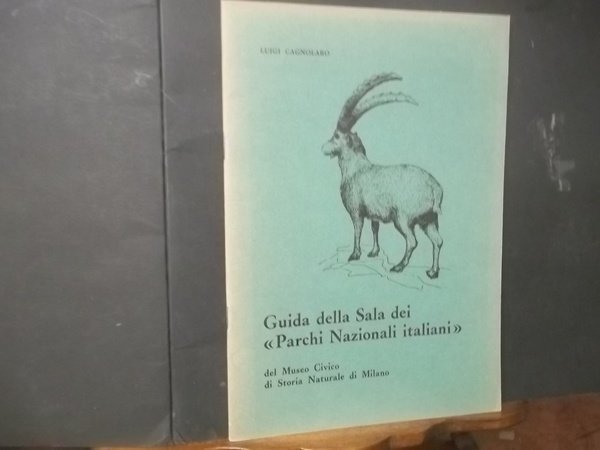 LUIGI CAGNOLARO
Guida della Sala dei
«Parchi Nazionali italiani»
del Museo Civico
di Storia Naturale di Milano